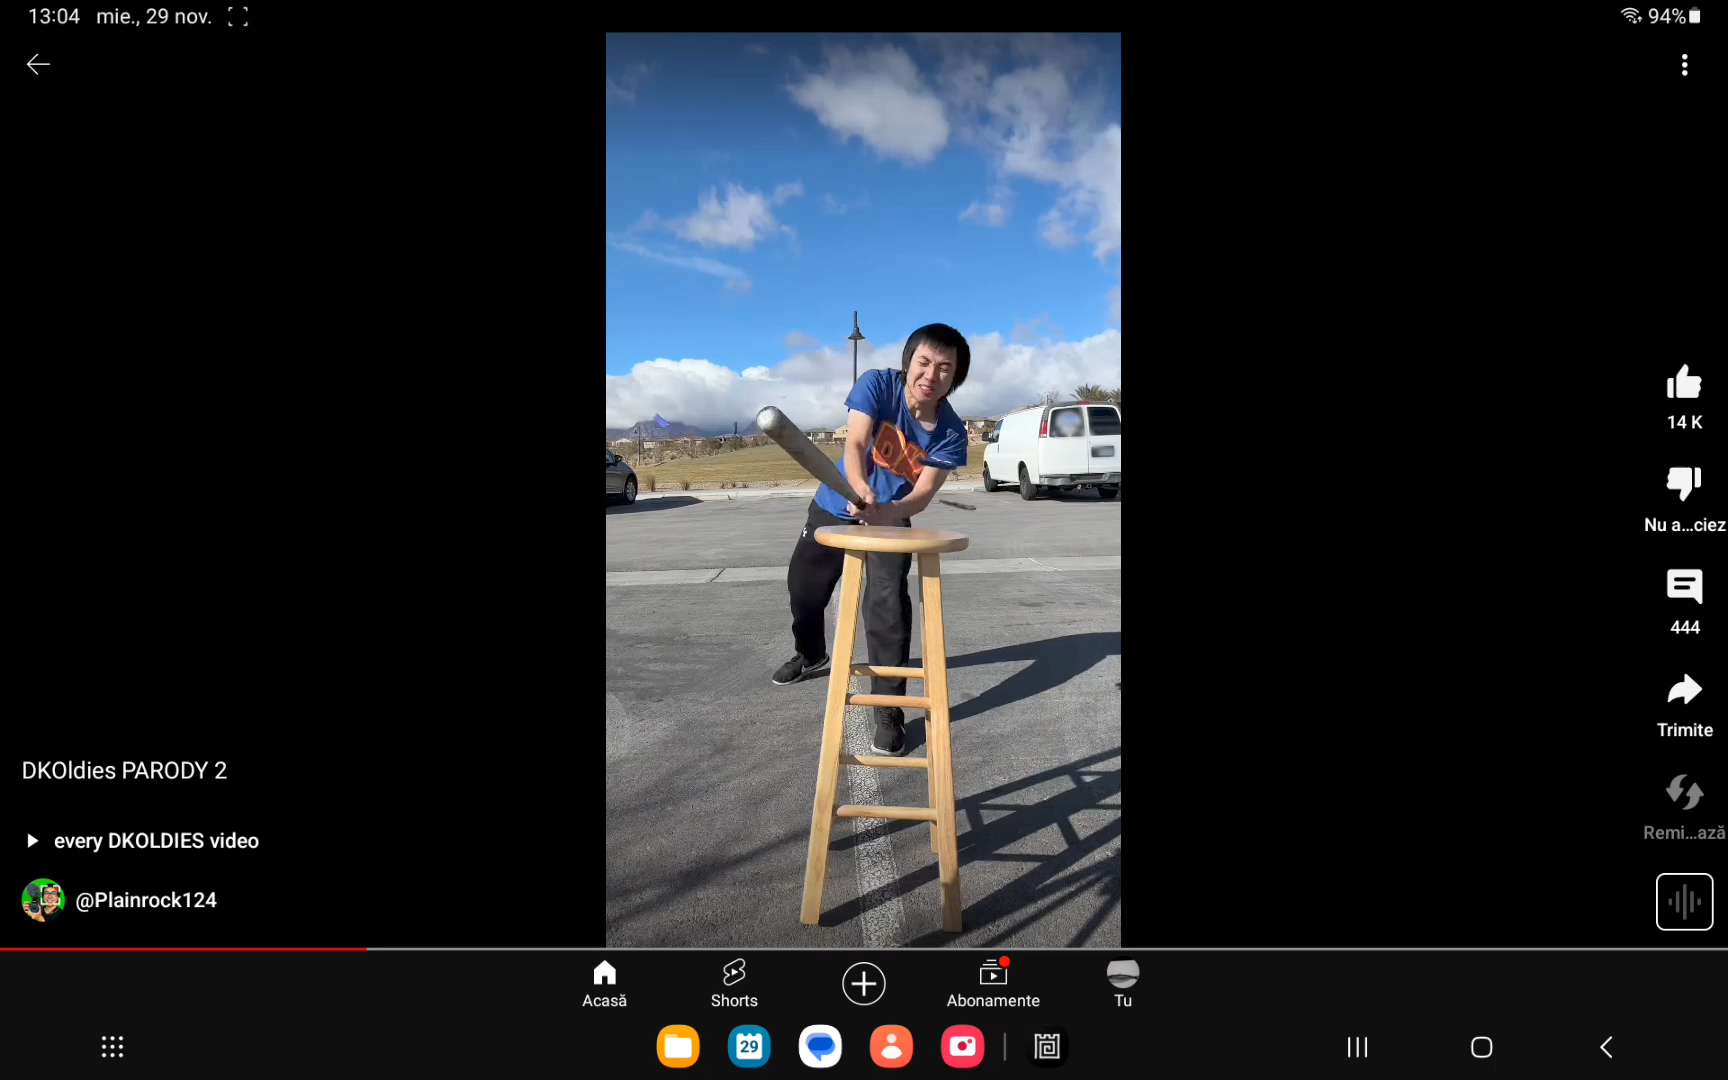 13:04 mie., 29 nov.
94%
14 K
Nu a...ciez
444
Trimite
Remi...ază
DKOldies PARODY 2
every DKOLDIES video
@Plainrock124
Acasă
Shorts
Abonamente
Tu
29